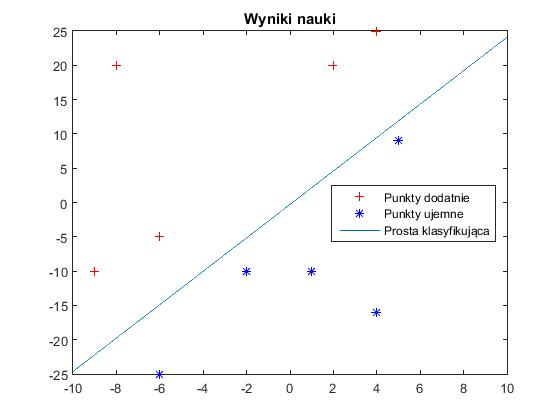 Wyniki nauki
25
20
15
10
5
0
-5
-10
-15
-20
-25
Punkty dodatnie
Punkty ujemne
Prosta klasyfikująca
-10 -8 -6 -4 -2 0 2 4 6 8 10